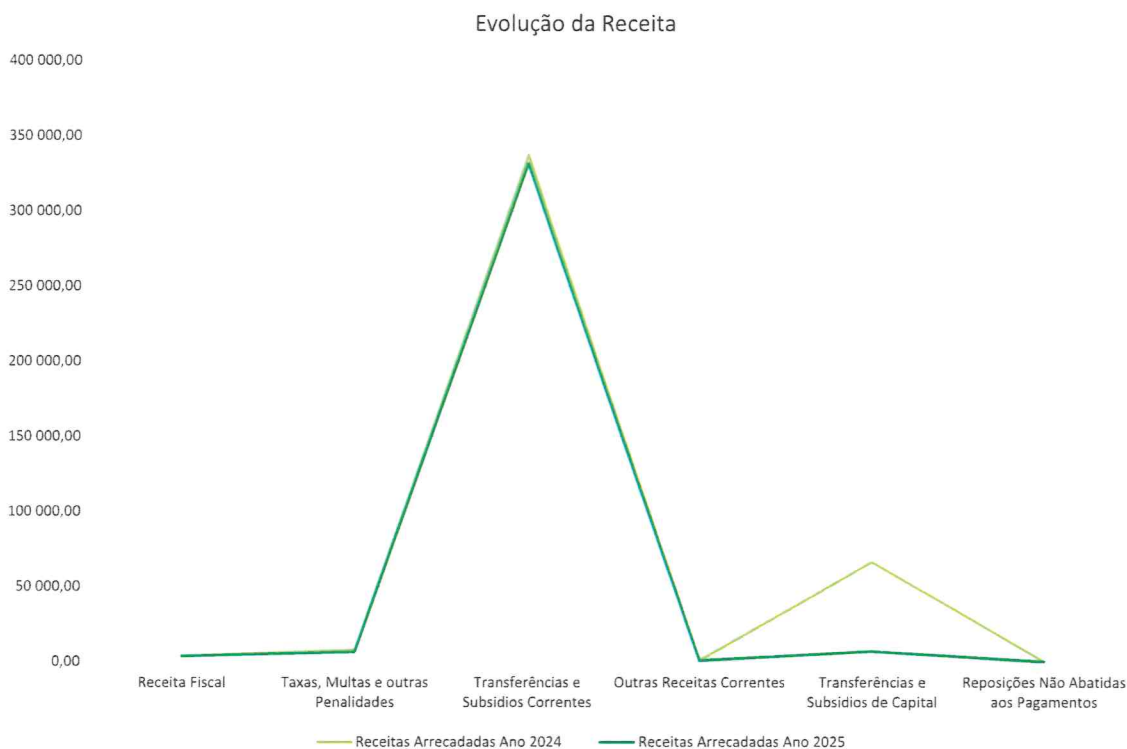 Evolução da Receita
400 000,00
350 000,00
300 000,00
250 000,00
200 000,00
150 000,00
100 000,00
50 000,00
0,00
Receita Fiscal
Taxas, Multas e outras
Penalidades
Transferências e
Subsídios Correntes
Outras Receitas Correntes
Transferências e
Subsídios de Capital
Reposições Não Abatidas
aos Pagamentos
Receitas Arrecadadas Ano 2024
Receitas Arrecadadas Ano 2025